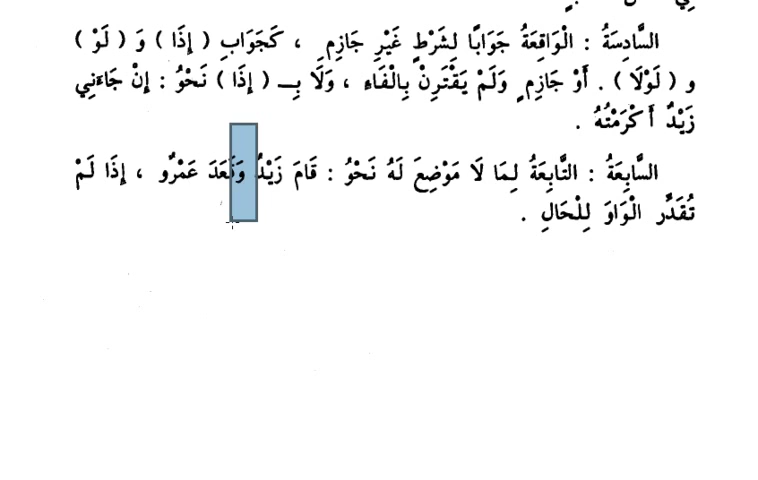 السَّادِسَةُ : الْوَاقِعَةُ جَوَابًا لِشَرْطٍ غَيْرِ جَازِمٍ ، كَجَوَابِ ( إِذَا ) وَ ( لَوْ )
و ( لَوْلَا ) . أَوْ جَازِمٍ وَلَمْ يَقْتَرِنْ بِالْفَاءِ ، وَلَا بِـ ( إِذَا ) نَحْوُ : إِنْ جَاءَنِي
زَيْدٌ أَكْرَمْتُهُ .
السَّابِعَةُ : التَّابِعَةُ لِمَا لَا مَوْضِعَ لَهُ نَحْوُ : قَامَ زَيْدٌ وَقَعَدَ عَمْرٌو ، إِذَا لَمْ
تُقَدَّرِ الْوَاوَ لِلْحَالِ .